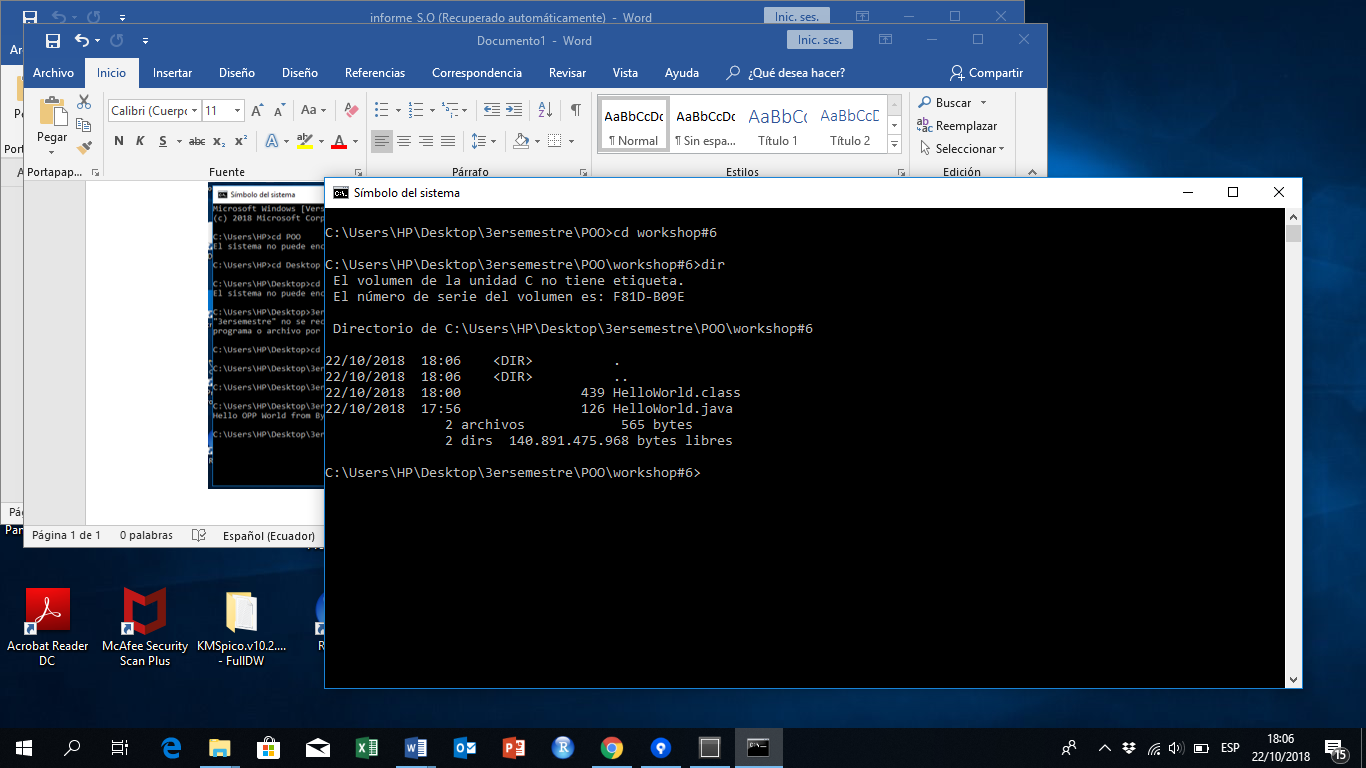 informe S.O (Recuperado automáticamente) - Word
Inic. ses.
Documento1 - Word
Inic. ses.
Archivo Inicio Insertar Diseño Diseño Referencias Correspondencia Revisar Vista Ayuda ¿Qué desea hacer? Compartir
Pegar
Calibri (Cuerpo 11
N K S abc x₂ x²
AaBbCcDc AaBbCcDc AaBbCc AaBbCcD
¶ Normal ¶ Sin espa... Título 1 Título 2
Buscar
Reemplazar
Seleccionar
Portapap... Fuente Párrafo Estilos Edición
Símbolo del sistema
Microsoft Windows [Vers
(c) 2018 Microsoft Corp
C:\Users\HP>cd POO
El sistema no puede enc
C:\Users\HP>cd Desktop
C:\Users\HP\Desktop>cd
El sistema no puede enc
C:\Users\HP\Desktop>3er
"3ersemestre" no se rec
programa o archivo por
C:\Users\HP\Desktop>cd
C:\Users\HP\Desktop\3er
C:\Users\HP\Desktop\3er
C:\Users\HP\Desktop\3er
Hello OPP World from By
C:\Users\HP\Desktop\3er
Página 1 de 1 0 palabras Español (Ecuador)
Símbolo del sistema
C:\Users\HP\Desktop\3ersemestre\POO>cd workshop#6
C:\Users\HP\Desktop\3ersemestre\POO\workshop#6>dir
El volumen de la unidad C no tiene etiqueta.
El número de serie del volumen es: F81D-B09E
Directorio de C:\Users\HP\Desktop\3ersemestre\POO\workshop#6
22/10/2018 18:06 <DIR> .
22/10/2018 18:06 <DIR> ..
22/10/2018 18:00 439 HelloWorld.class
22/10/2018 17:56 126 HelloWorld.java
2 archivos 565 bytes
2 dirs 140.891.475.968 bytes libres
C:\Users\HP\Desktop\3ersemestre\POO\workshop#6>
Acrobat Reader
DC
McAfee Security
Scan Plus
KMSpico.v10.2....
- FullDW
ESP
18:06
22/10/2018
15